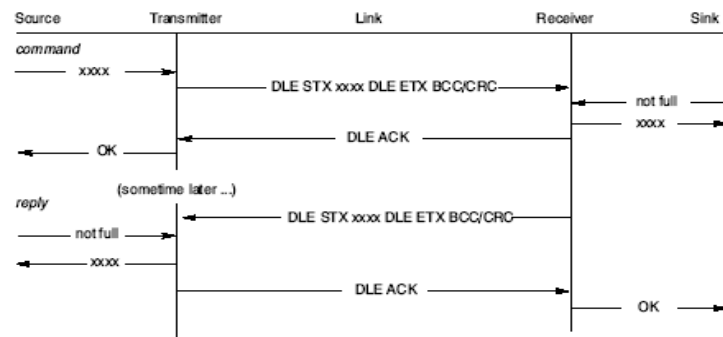 Source Transmitter Link Receiver Sink
command
xxxx
DLE STX xxxx DLE ETX BCC/CRC
not full
xxxx
DLE ACK
OK
(sometime later ...)
reply
DLE STX xxxx DLE ETX BCC/CRC
not full
xxxx
DLE ACK
OK